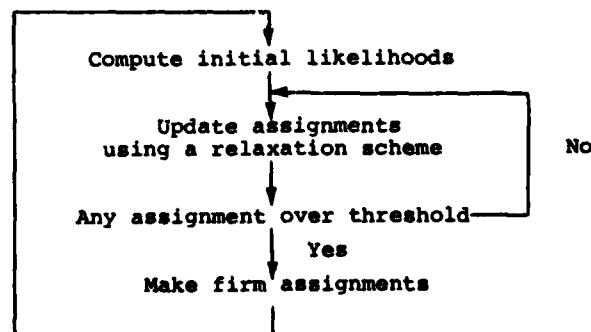 Compute initial likelihoods
Update assignments
using a relaxation scheme
No
Any assignment over threshold
Yes
Make firm assignments